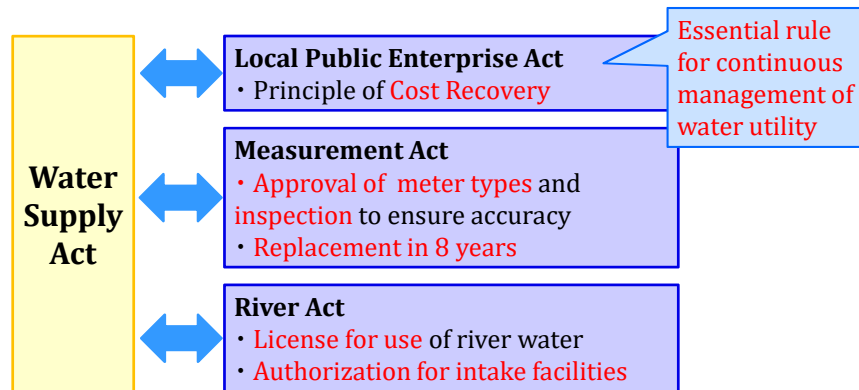 Water
Supply
Act
Local Public Enterprise Act
・Principle of Cost Recovery
Essential rule
for continuous
management of
water utility
Measurement Act
・Approval of meter types and
inspection to ensure accuracy
・Replacement in 8 years
River Act
・License for use of river water
・Authorization for intake facilities